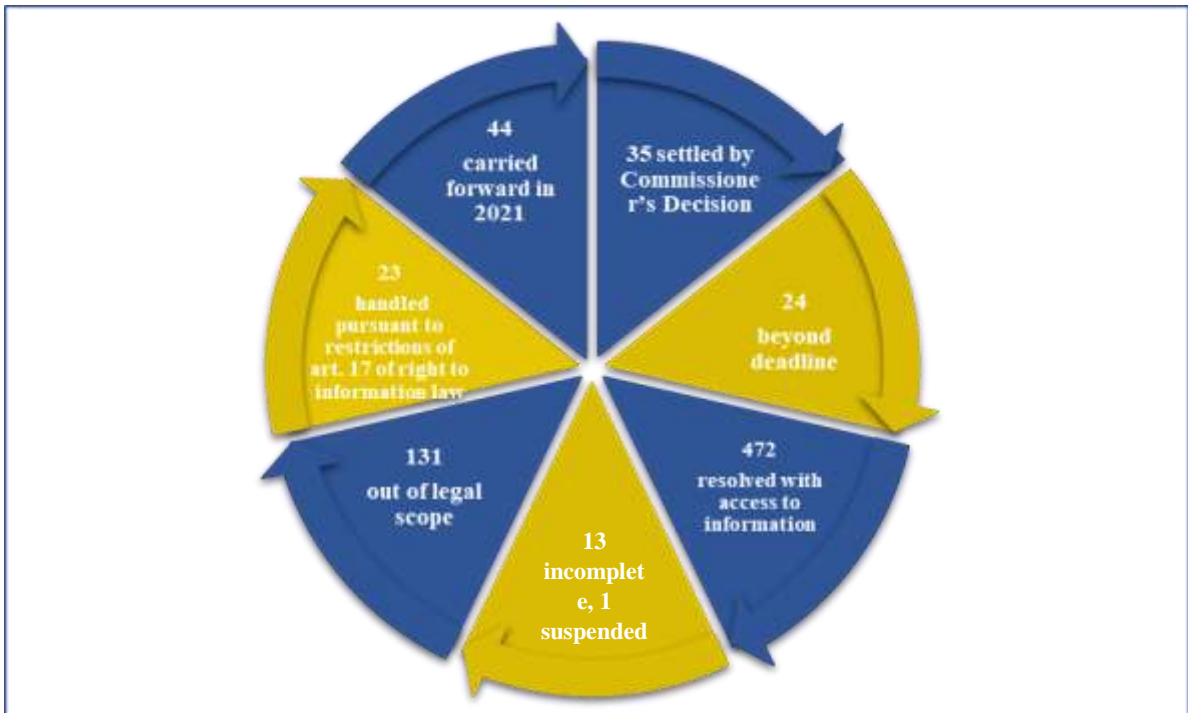 35 settled by
Commissione
r's Decision
24
beyond
deadline
472
resolved with
access to
information
13
incomplet
e, 1
suspended
131
out of legal
scope
23
handled
pursuant to
restrictions of
art. 17 of right to
information law
44
carried
forward in
2021